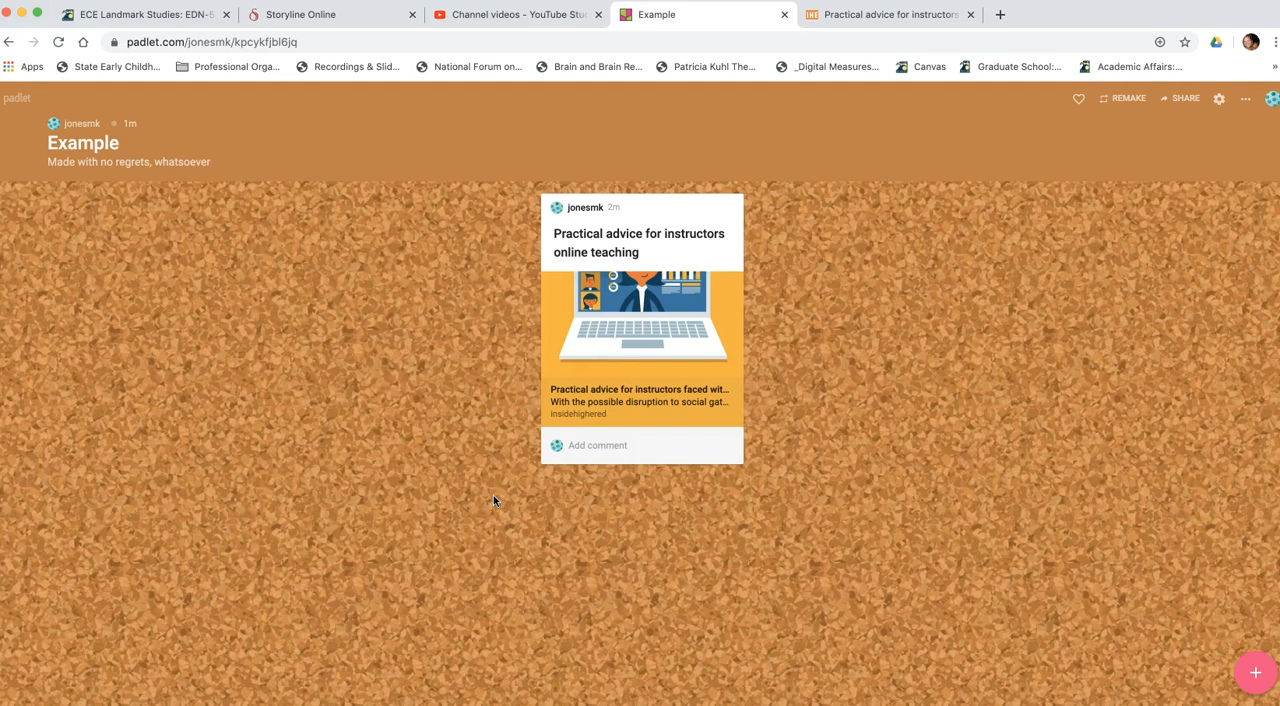 ECE Landmark Studies: EDN-5
Storyline Online
Channel videos - YouTube Stu
Example
Practical advice for instructors
padlet.com/jonesmk/kpcykfjbl6jq
Apps
State Early Childh...
Professional Orga...
Recordings & Slid...
National Forum on...
Brain and Brain Re...
Patricia Kuhl The...
_Digital Measures...
Canvas
Graduate School:...
Academic Affairs:...
»
padlet
REMAKE
SHARE
jonesmk 1m
Example
Made with no regrets, whatsoever
jonesmk 2m
Practical advice for instructors
online teaching
Practical advice for instructors faced wit...
With the possible disruption to social gat...
insidehighered
Add comment